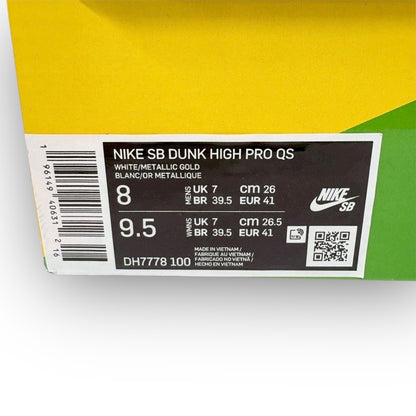 NIKE SB DUNK HIGH PRO QS
WHITE/METALLIC GOLD
BLANC/OR METALLIQUE
8 MENS UK 7 cm 26
BR 39.5 EUR 41
9.5 WMNS UK 7 cm 26.5
BR 39.5 EUR 41
NIKE
SB
DH7778 100
MADE IN VIETNAM /
FABRIQUE AU VIETNAM /
FABRICADO NO VIETNÃ /
HECHO EN VIETNAM
1 96149 40631 2 16